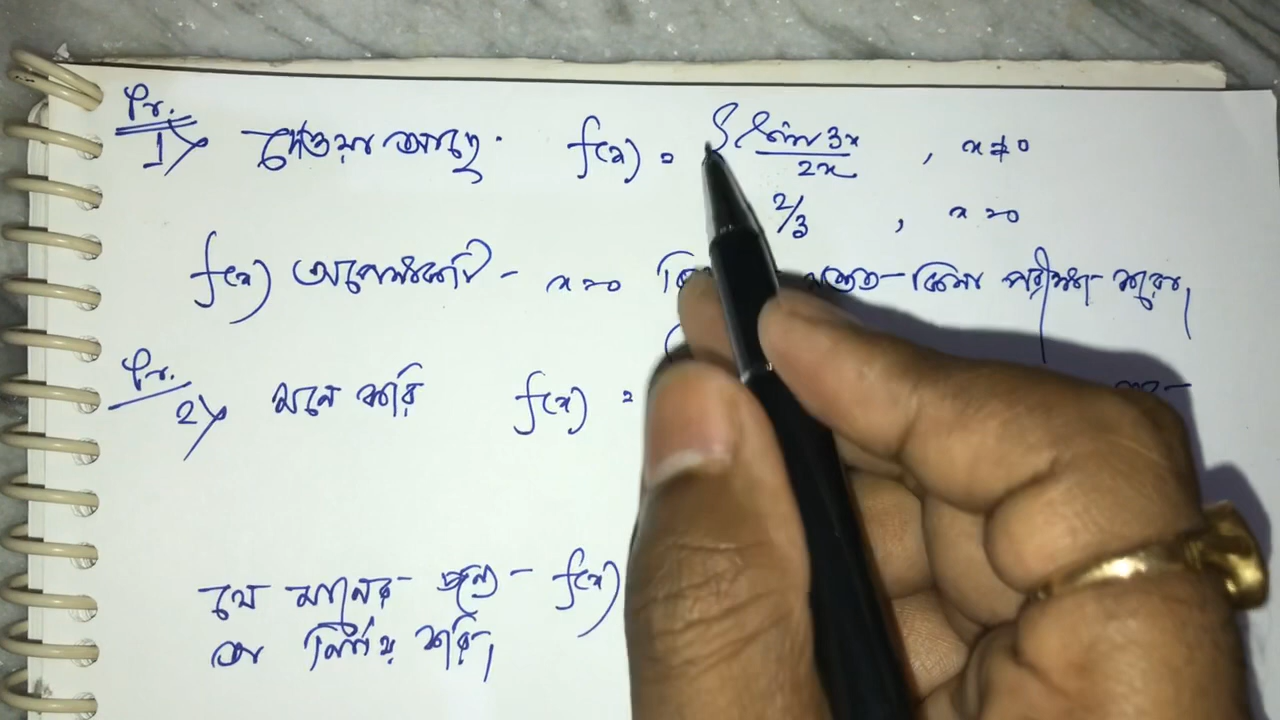 Pr.
1> দেওয়া আছে. f(x) = { sin 3x / 2x , x ≠ 0
2/3 , x = 0
f(x) অপেক্ষকটি - x = 0 সন্তত - কিনা পরীক্ষা করো।
Pr.
2> মনে করি f(x) =
যে মানের - জন্য - f(x)
তা নির্ণয় করি।